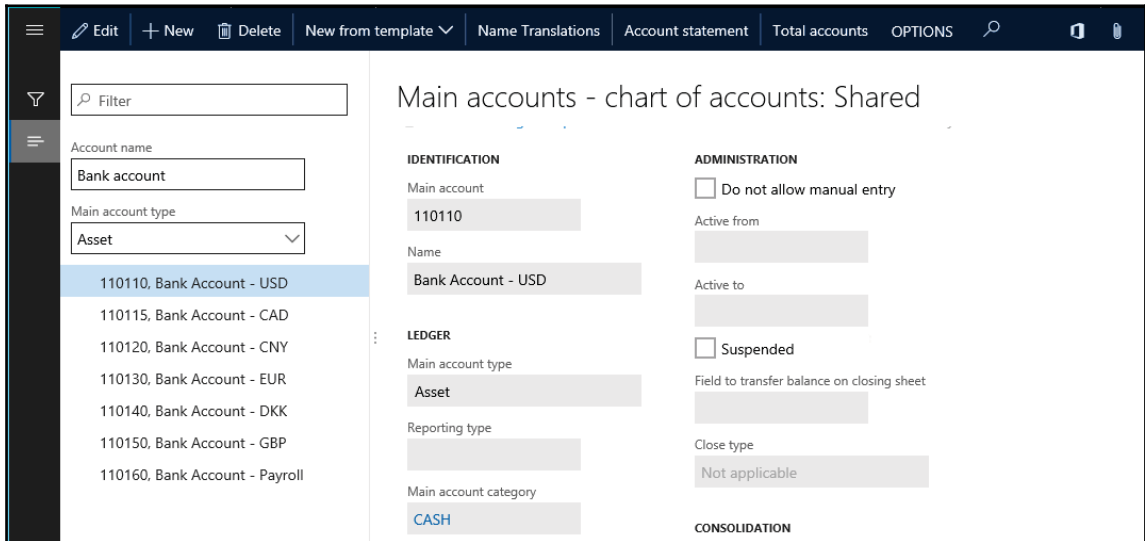 Edit
New
Delete
New from template
Name Translations
Account statement
Total accounts
OPTIONS
Filter
Account name
Bank account
Main account type
Asset
110110, Bank Account - USD
110115, Bank Account - CAD
110120, Bank Account - CNY
110130, Bank Account - EUR
110140, Bank Account - DKK
110150, Bank Account - GBP
110160, Bank Account - Payroll
Main accounts - chart of accounts: Shared
IDENTIFICATION
Main account
110110
Name
Bank Account - USD
LEDGER
Main account type
Asset
Reporting type
Main account category
CASH
ADMINISTRATION
Do not allow manual entry
Active from
Active to
Suspended
Field to transfer balance on closing sheet
Close type
Not applicable
CONSOLIDATION